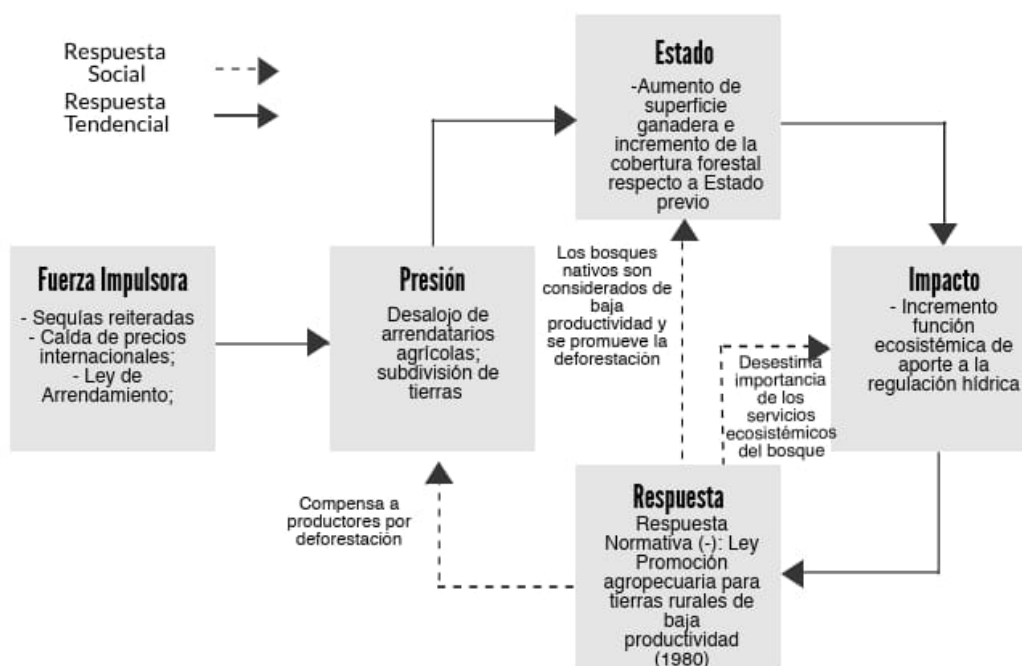 Respuesta
Social
Respuesta
Tendencial
Estado
-Aumento de
superficie
ganadera e
incremento de la
cobertura forestal
respecto a Estado
previo
Fuerza Impulsora
- Sequías reiteradas
- Caída de precios
internacionales;
- Ley de
Arrendamiento;
Presión
Desalojo de
arrendatarios
agrícolas;
subdivisión de
tierras
Los bosques
nativos son
considerados de
baja
productividad y
se promueve la
deforestación
Impacto
- Incremento
función
ecosistémica de
aporte a la
regulación hídrica
Desestima
importancia
de los
servicios
ecosistémicos
del bosque
Compensa a
productores por
deforestación
Respuesta
Respuesta
Normativa (-): Ley
Promoción
agropecuaria para
tierras rurales de
baja
productividad
(1980)